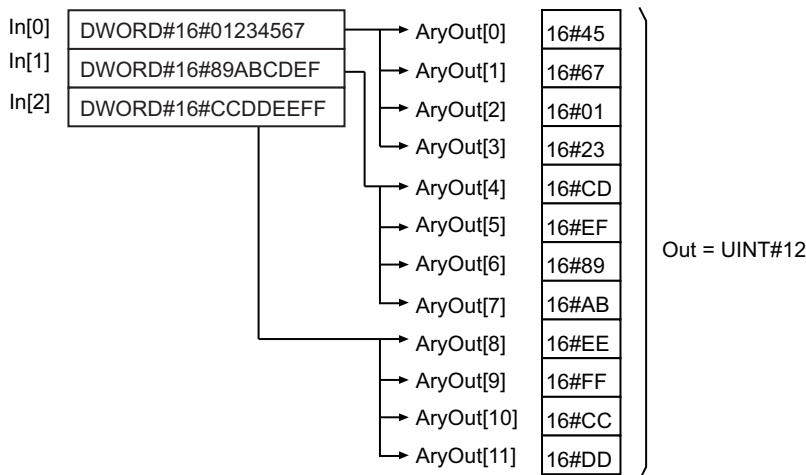 In[0] DWORD#16#01234567 AryOut[0] 16#45
In[1] DWORD#16#89ABCDEF AryOut[1] 16#67
In[2] DWORD#16#CCDDEEFF AryOut[2] 16#01
AryOut[3] 16#23
AryOut[4] 16#CD
AryOut[5] 16#EF
AryOut[6] 16#89
AryOut[7] 16#AB
AryOut[8] 16#EE
AryOut[9] 16#FF
AryOut[10] 16#CC
AryOut[11] 16#DD
Out = UINT#12